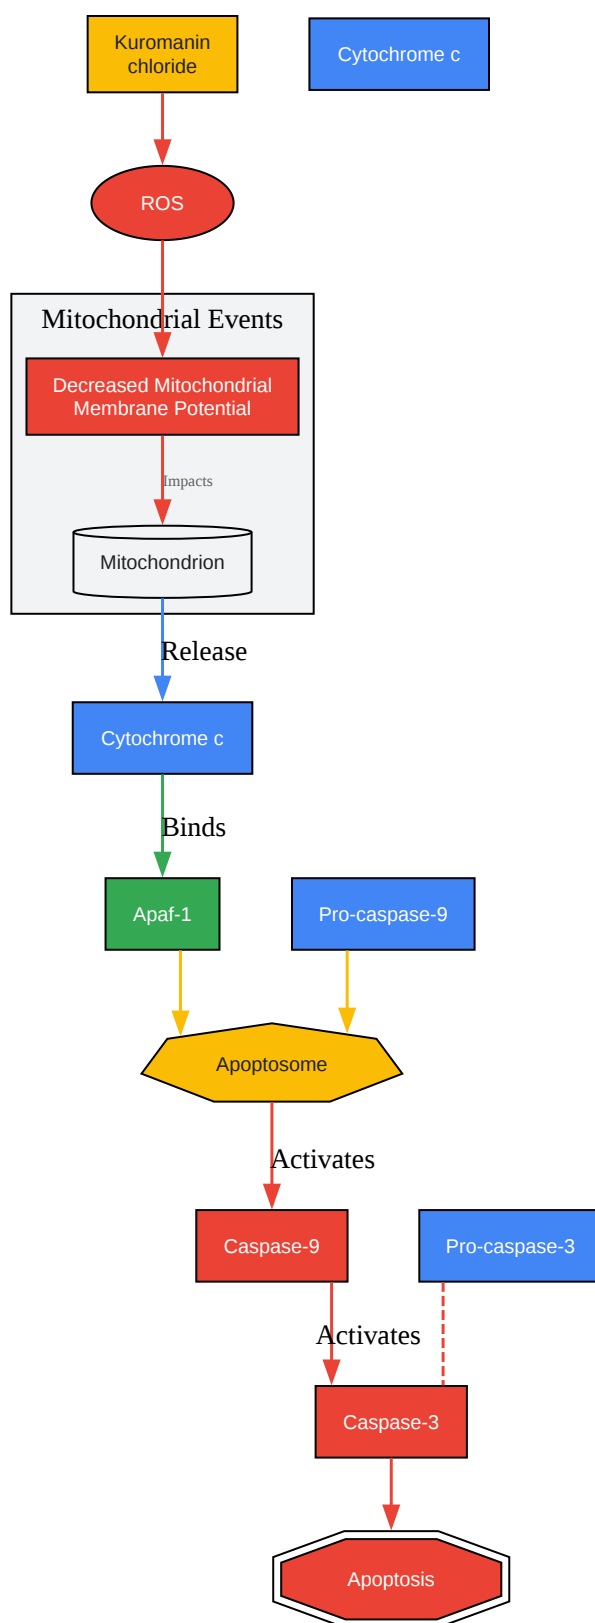 Kuromanin
chloride
Cytochrome c
ROS
Mitochondrial Events
Decreased Mitochondrial
Membrane Potential
Impacts
Mitochondrion
Release
Cytochrome c
Binds
Apaf-1
Pro-caspase-9
Apoptosome
Activates
Caspase-9
Pro-caspase-3
Activates
Caspase-3
Apoptosis